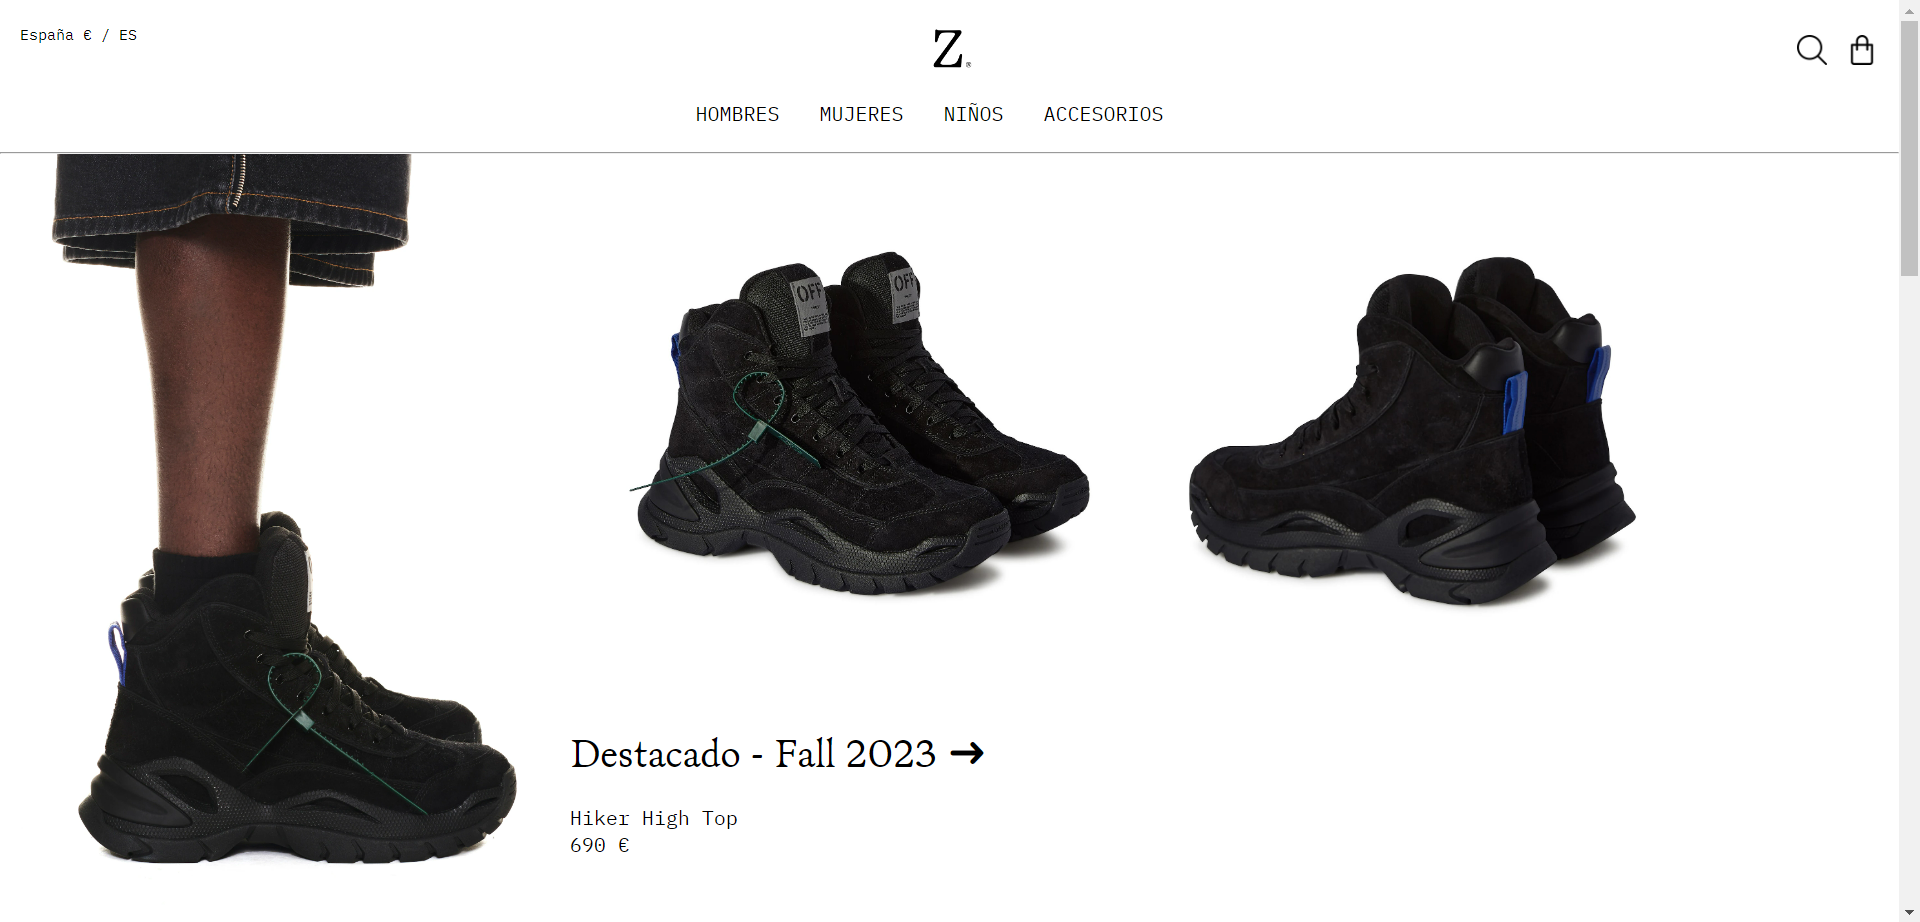 España € / ES
Z®
HOMBRES MUJERES NIÑOS ACCESORIOS
OFF
OFF
Destacado - Fall 2023 →
Hiker High Top
690 €